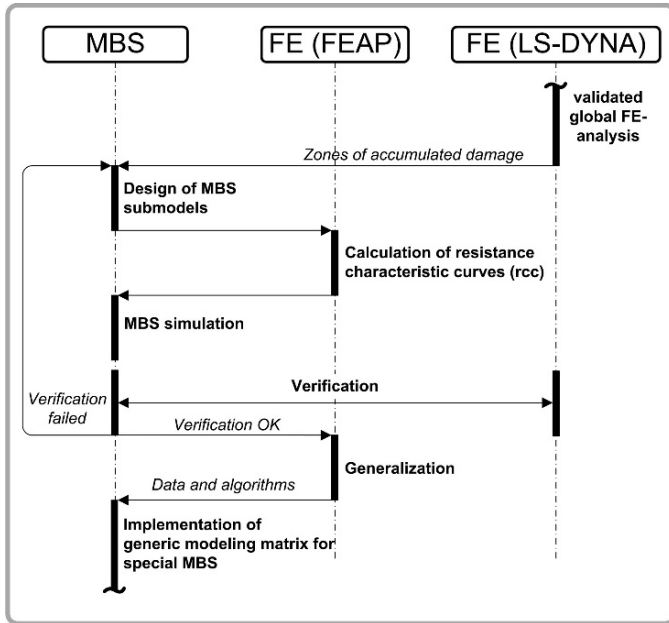 MBS
FE (FEAP)
FE (LS-DYNA)
validated
global FE-
analysis
Zones of accumulated damage
Design of MBS
submodels
Calculation of resistance
characteristic curves (rcc)
MBS simulation
Verification
Verification
failed
Verification OK
Generalization
Data and algorithms
Implementation of
generic modeling matrix for
special MBS